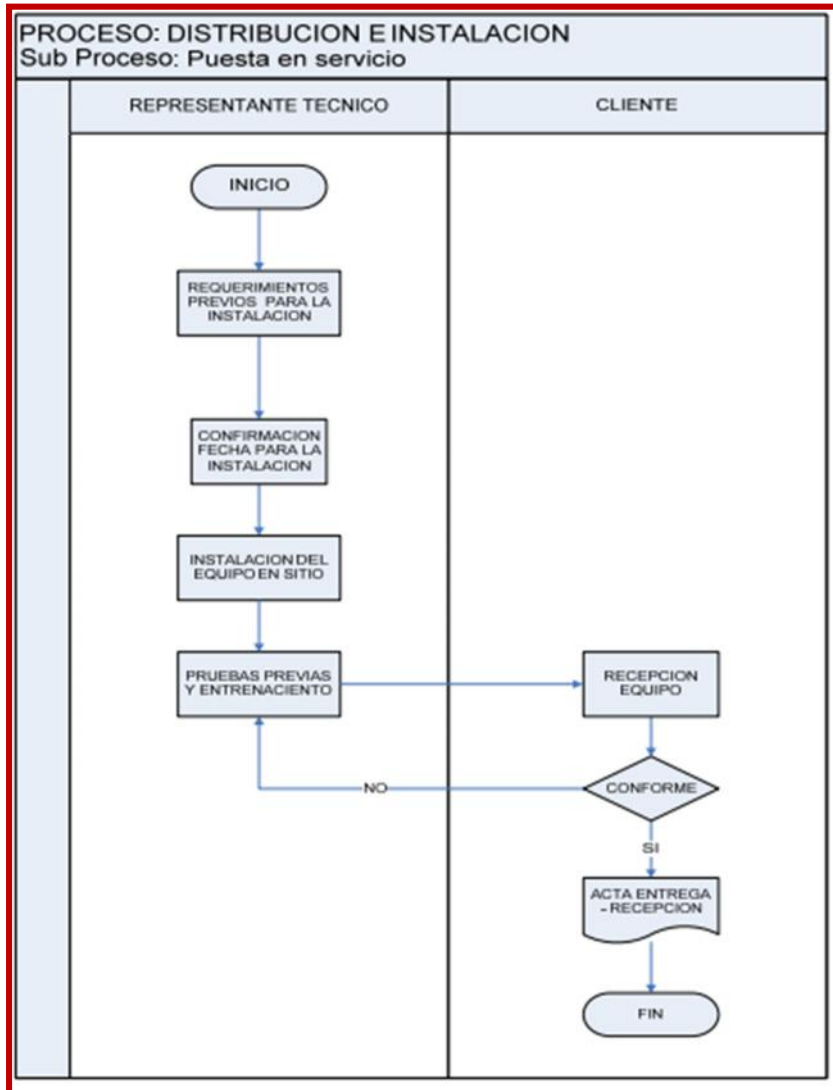 PROCESO: DISTRIBUCION E INSTALACION
Sub Proceso: Puesta en servicio
REPRESENTANTE TECNICO
CLIENTE
INICIO
REQUERIMIENTOS
PREVIOS PARA LA
INSTALACION
CONFIRMACION
FECHA PARA LA
INSTALACION
INSTALACION DEL
EQUIPO EN SITIO
PRUEBAS PREVIAS
Y ENTRENACIENTO
RECEPCION
EQUIPO
NO
CONFORME
SI
ACTA ENTREGA
- RECEPCION
FIN